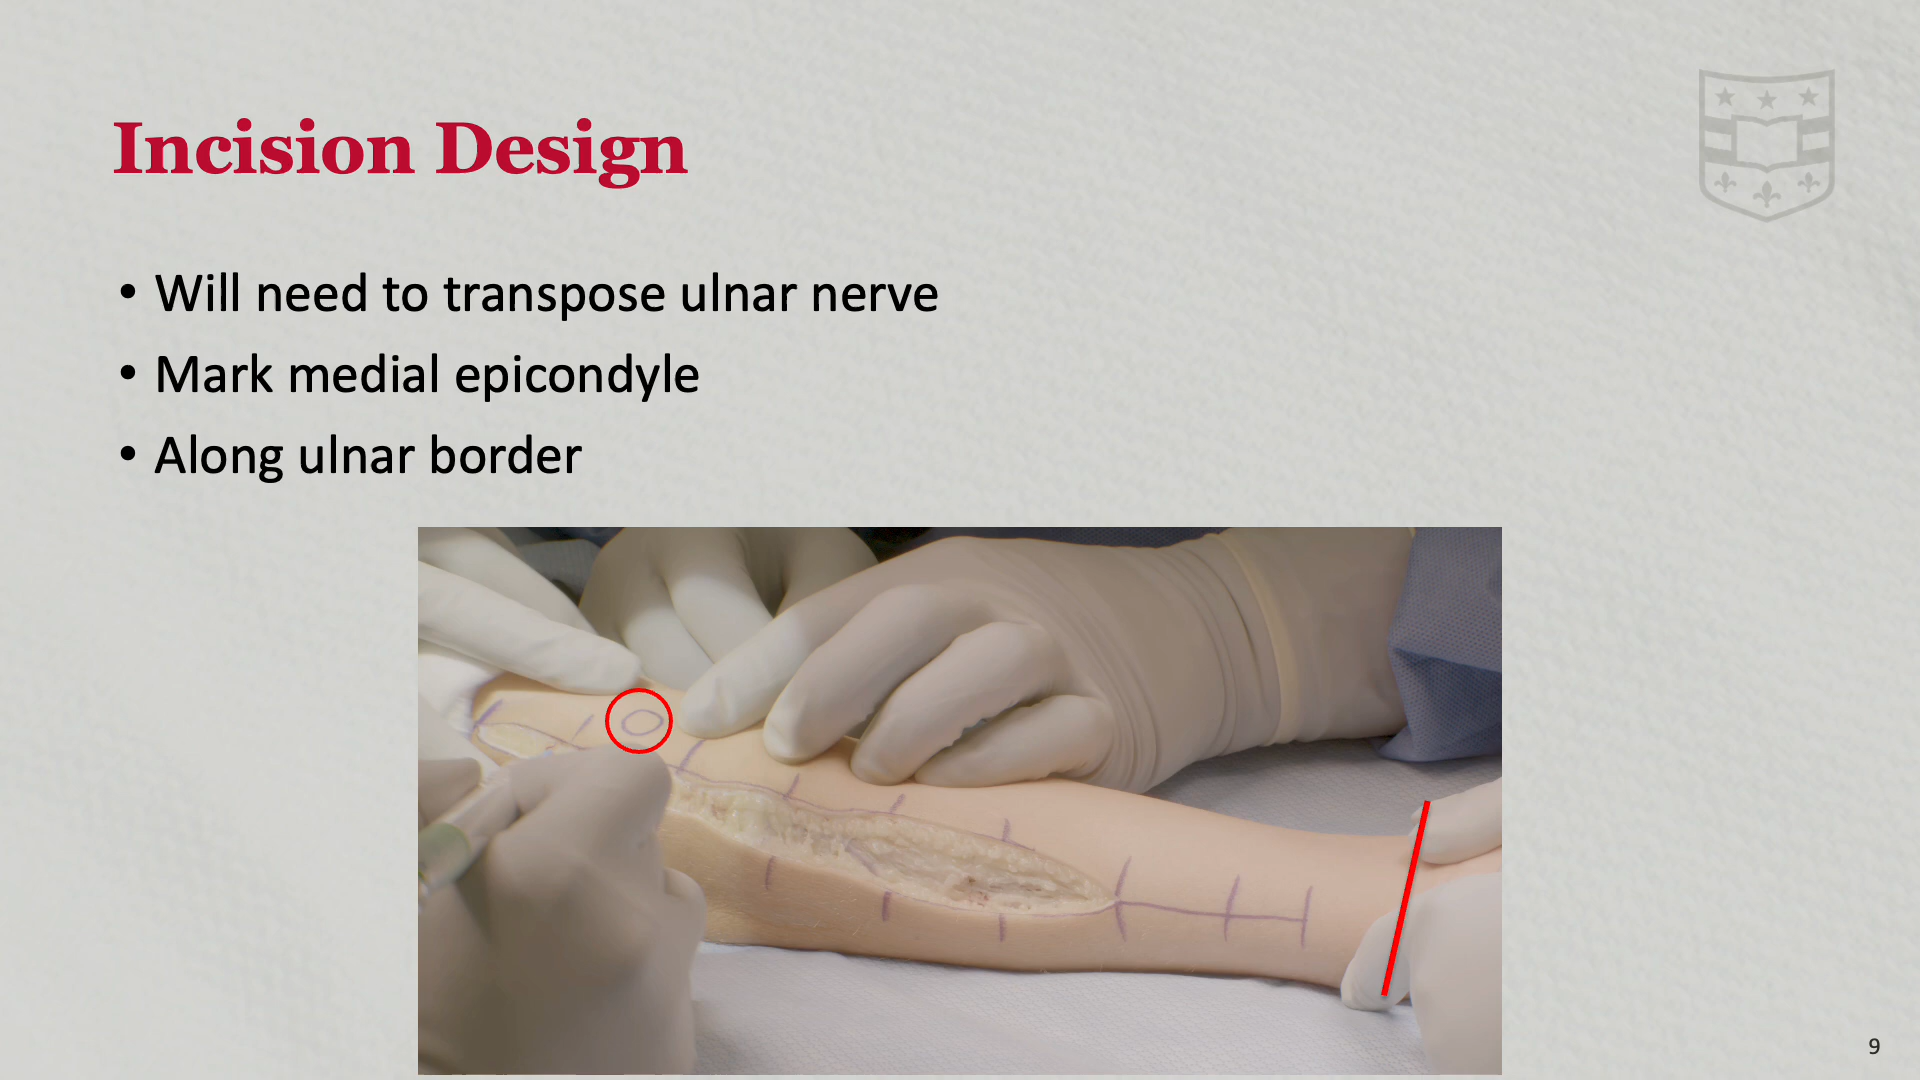 Incision Design
• Will need to transpose ulnar nerve
• Mark medial epicondyle
• Along ulnar border
9